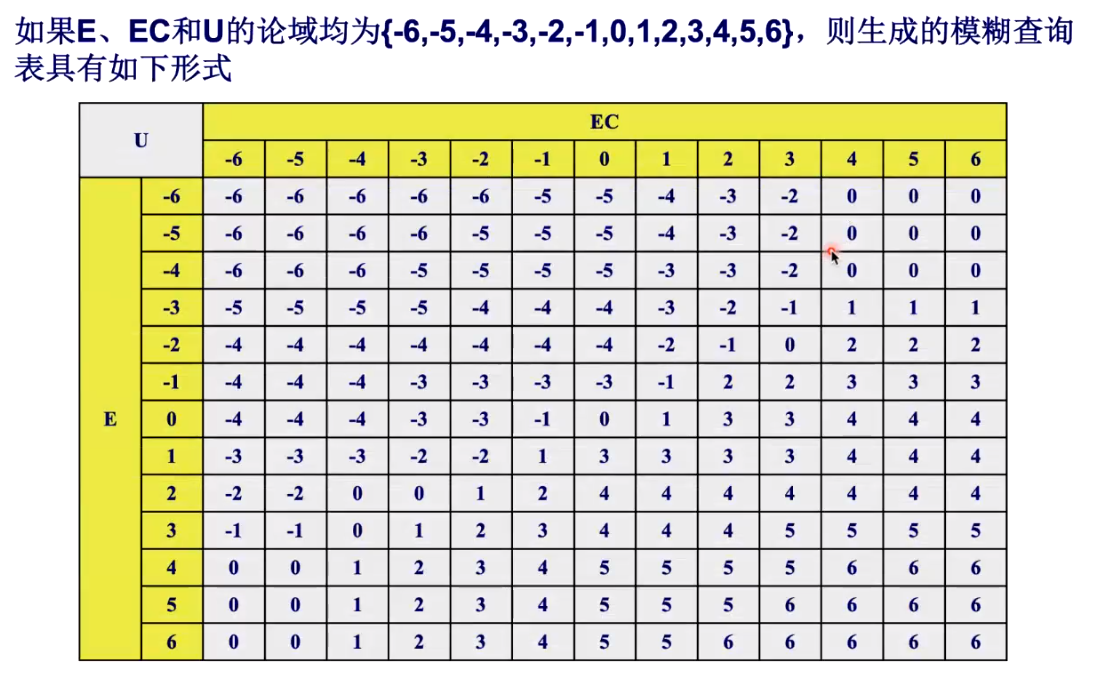 如果E、EC和U的论域均为{-6,-5,-4,-3,-2,-1,0,1,2,3,4,5,6}，则生成的模糊查询
表具有如下形式
U EC
-6 -5 -4 -3 -2 -1 0 1 2 3 4 5 6
-6 -6 -6 -6 -6 -6 -5 -5 -4 -3 -2 0 0 0
-5 -6 -6 -6 -6 -5 -5 -5 -4 -3 -2 0 0 0
-4 -6 -6 -6 -5 -5 -5 -5 -3 -3 -2 0 0 0
-3 -5 -5 -5 -5 -4 -4 -4 -3 -2 -1 1 1 1
-2 -4 -4 -4 -4 -4 -4 -4 -2 -1 0 2 2 2
-1 -4 -4 -4 -3 -3 -3 -3 -1 2 2 3 3 3
E 0 -4 -4 -4 -3 -3 -1 0 1 3 3 4 4 4
1 -3 -3 -3 -2 -2 1 3 3 3 3 4 4 4
2 -2 -2 0 0 1 2 4 4 4 4 4 4 4
3 -1 -1 0 1 2 3 4 4 4 5 5 5 5
4 0 0 1 2 3 4 5 5 5 5 6 6 6
5 0 0 1 2 3 4 5 5 5 6 6 6 6
6 0 0 1 2 3 4 5 5 6 6 6 6 6